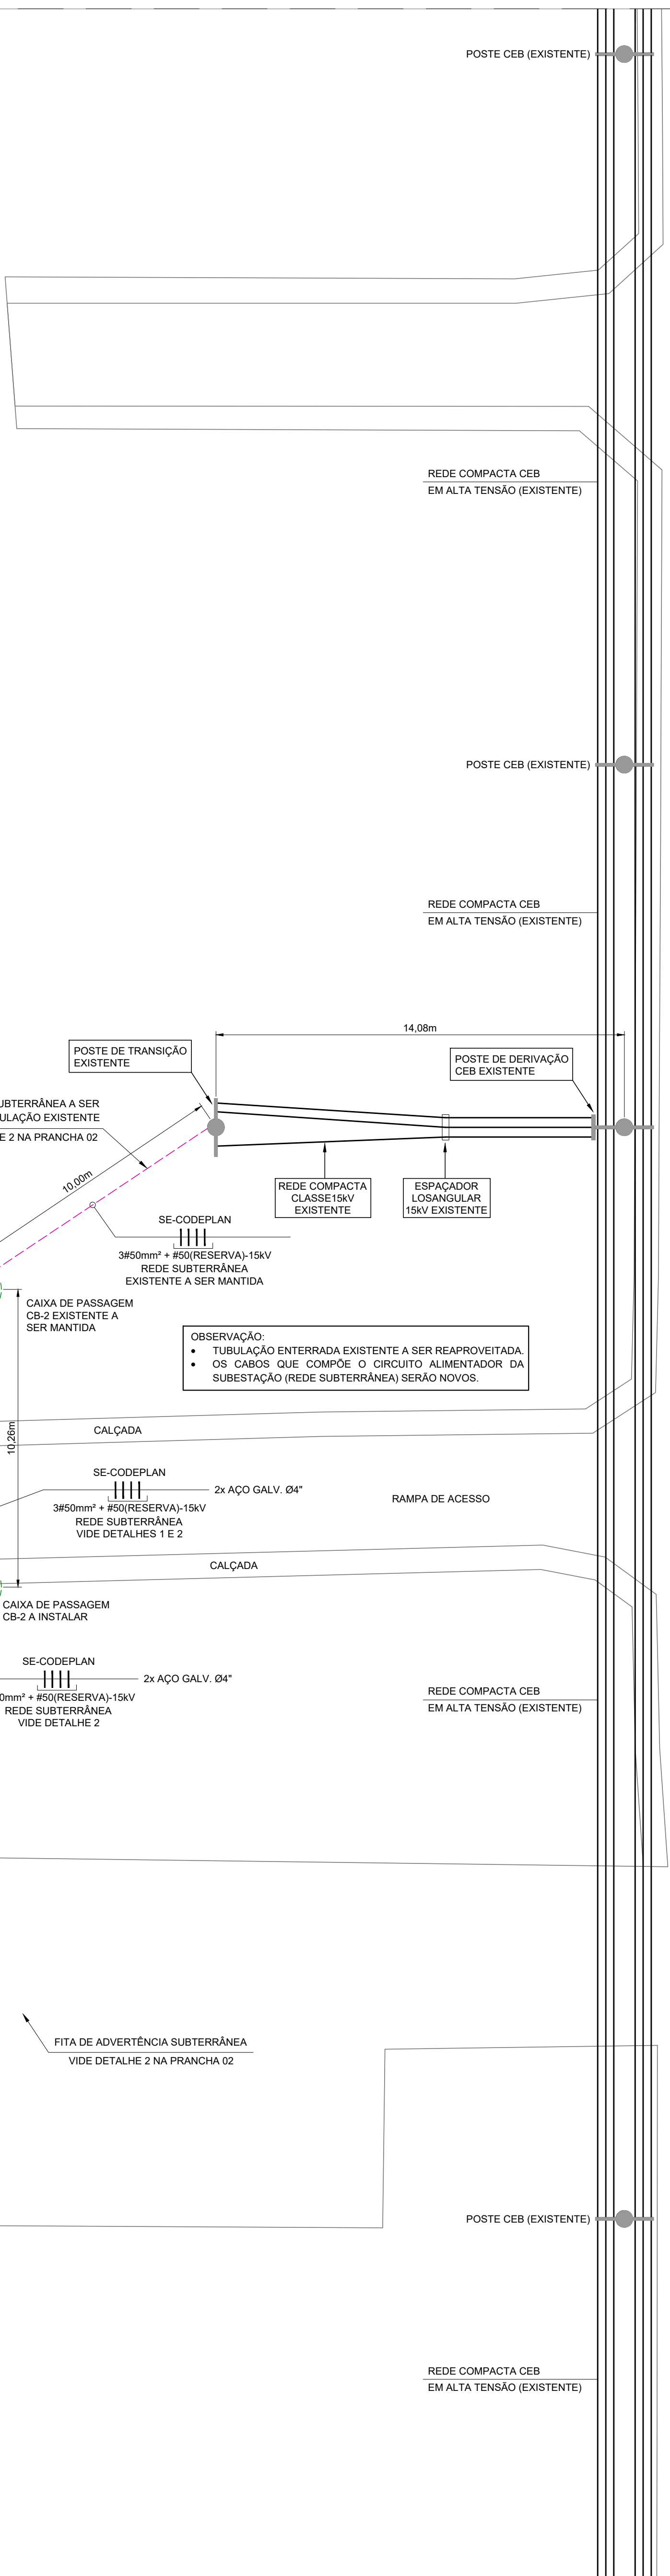 POSTE CEB (EXISTENTE)
REDE COMPACTA CEB
EM ALTA TENSÃO (EXISTENTE)
POSTE CEB (EXISTENTE)
REDE COMPACTA CEB
EM ALTA TENSÃO (EXISTENTE)
14,08m
POSTE DE TRANSIÇÃO
EXISTENTE
POSTE DE DERIVAÇÃO
CEB EXISTENTE
UBTERRÂNEA A SER
ULAÇÃO EXISTENTE
E 2 NA PRANCHA 02
10,00m
REDE COMPACTA
CLASSE15kV
EXISTENTE
ESPAÇADOR
LOSANGULAR
15kV EXISTENTE
SE-CODEPLAN
3#50mm² + #50(RESERVA)-15kV
REDE SUBTERRÂNEA
EXISTENTE A SER MANTIDA
CAIXA DE PASSAGEM
CB-2 EXISTENTE A
SER MANTIDA
OBSERVAÇÃO:
• TUBULAÇÃO ENTERRADA EXISTENTE A SER REAPROVEITADA.
• OS CABOS QUE COMPÕE O CIRCUITO ALIMENTADOR DA
SUBESTAÇÃO (REDE SUBTERRÂNEA) SERÃO NOVOS.
10,26m
CALÇADA
SE-CODEPLAN
2x AÇO GALV. Ø4"
3#50mm² + #50(RESERVA)-15kV
REDE SUBTERRÂNEA
VIDE DETALHES 1 E 2
RAMPA DE ACESSO
CALÇADA
CAIXA DE PASSAGEM
CB-2 A INSTALAR
SE-CODEPLAN
2x AÇO GALV. Ø4"
0mm² + #50(RESERVA)-15kV
REDE SUBTERRÂNEA
VIDE DETALHE 2
REDE COMPACTA CEB
EM ALTA TENSÃO (EXISTENTE)
FITA DE ADVERTÊNCIA SUBTERRÂNEA
VIDE DETALHE 2 NA PRANCHA 02
POSTE CEB (EXISTENTE)
REDE COMPACTA CEB
EM ALTA TENSÃO (EXISTENTE)